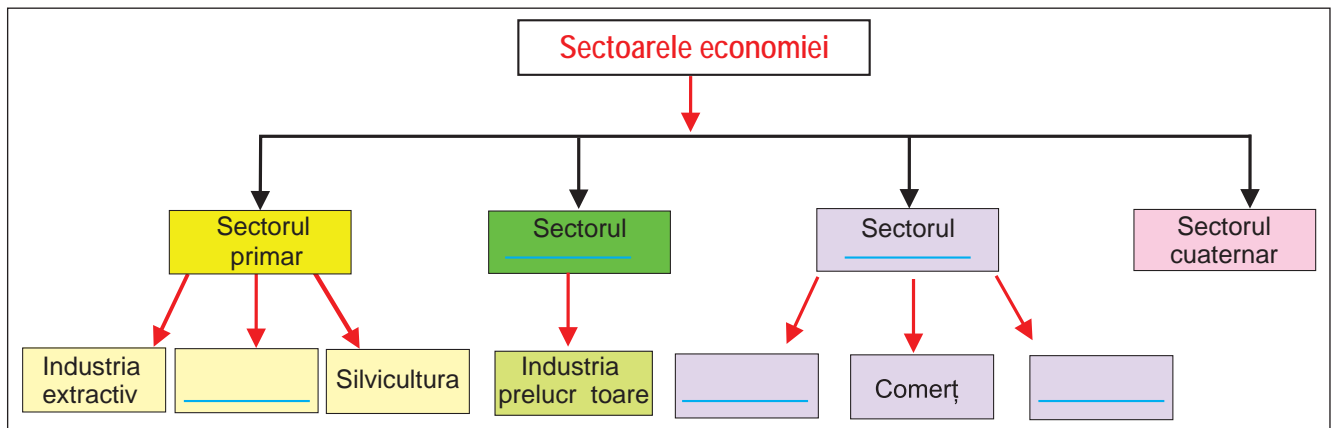 Sectoarele economiei
Sectorul
primar
Sectorul
Sectorul
Sectorul
cuaternar
Industria
extractiv
Silvicultura
Industria
prelucr toare
Comerț